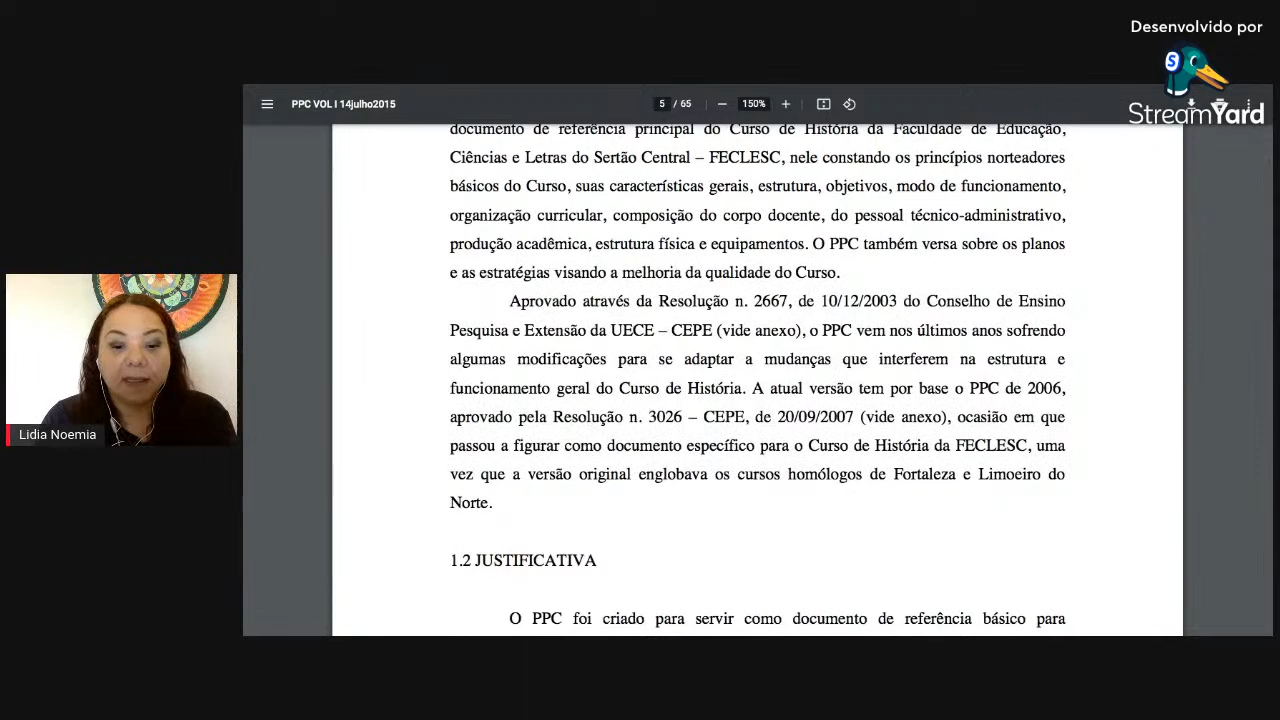 Desenvolvido por
StreamYard
PPC VOL I 14julho2015
5 / 65
150%
documento de referência principal do Curso de História da Faculdade de Educação,
Ciências e Letras do Sertão Central – FECLESC, nele constando os princípios norteadores
básicos do Curso, suas características gerais, estrutura, objetivos, modo de funcionamento,
organização curricular, composição do corpo docente, do pessoal técnico-administrativo,
produção acadêmica, estrutura física e equipamentos. O PPC também versa sobre os planos
e as estratégias visando a melhoria da qualidade do Curso.
Aprovado através da Resolução n. 2667, de 10/12/2003 do Conselho de Ensino
Pesquisa e Extensão da UECE – CEPE (vide anexo), o PPC vem nos últimos anos sofrendo
algumas modificações para se adaptar a mudanças que interferem na estrutura e
funcionamento geral do Curso de História. A atual versão tem por base o PPC de 2006,
aprovado pela Resolução n. 3026 – CEPE, de 20/09/2007 (vide anexo), ocasião em que
passou a figurar como documento específico para o Curso de História da FECLESC, uma
vez que a versão original englobava os cursos homólogos de Fortaleza e Limoeiro do
Norte.
1.2 JUSTIFICATIVA
O PPC foi criado para servir como documento de referência básico para
Lidia Noemia